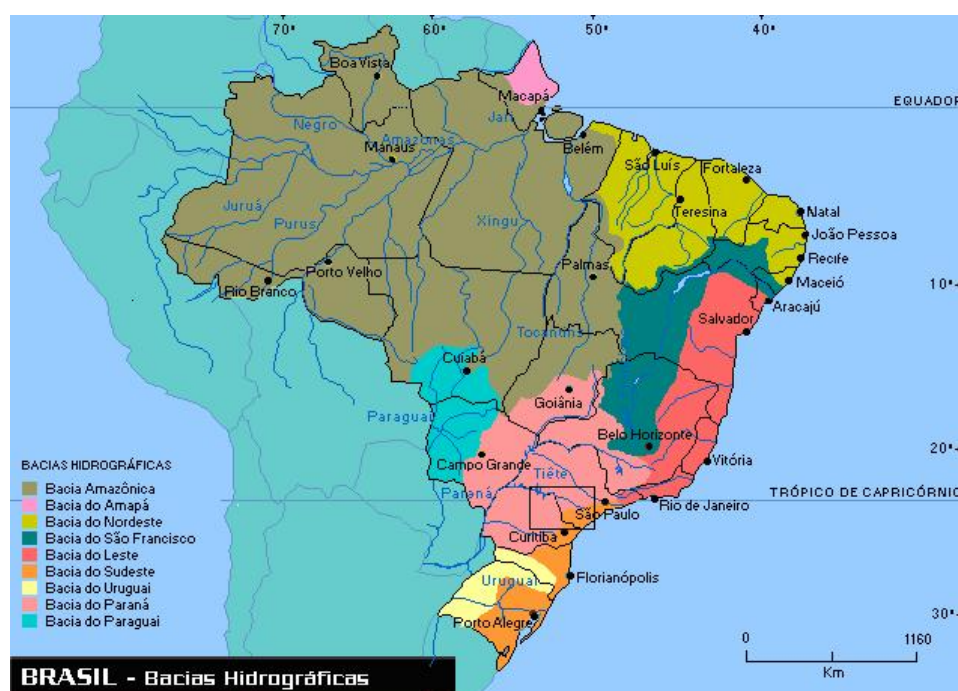 70°
60°
50°
40°
Boa Vista
Macapá
EQUADOR
Jari
Negro
Amazonas
Manaus
Belém
São Luís
Fortaleza
Juruá
Purus
Xingu
Teresina
Natal
João Pessoa
Porto Velho
Palmas
Recife
Rio Branco
Maceió
10°
Aracajú
Tocantins
Salvador
Cuiabá
Goiânia
Paraguai
Belo Horizonte
20°
Campo Grande
Tiête
Vitória
Paraná
TRÓPICO DE CAPRICÓRNIO
São Paulo
Rio de Janeiro
Curitiba
Florianópolis
Uruguai
Porto Alegre
30°
BACIAS HIDROGRÁFICAS
Bacia Amazônica
Bacia do Amapá
Bacia do Nordeste
Bacia do São Francisco
Bacia do Leste
Bacia do Sudeste
Bacia do Uruguai
Bacia do Paraná
Bacia do Paraguai
0 1160
Km
BRASIL - Bacias Hidrográficas